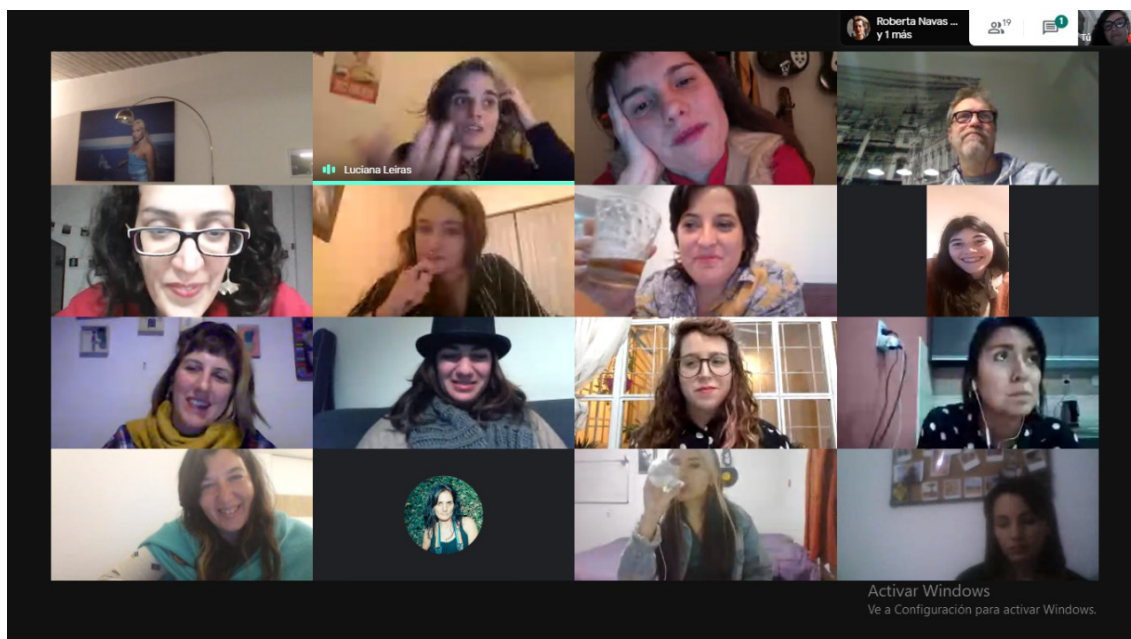 Roberta Navas ...
y 1 más
19
1
Tú
Luciana Leiras
Activar Windows
Ve a Configuración para activar Windows.